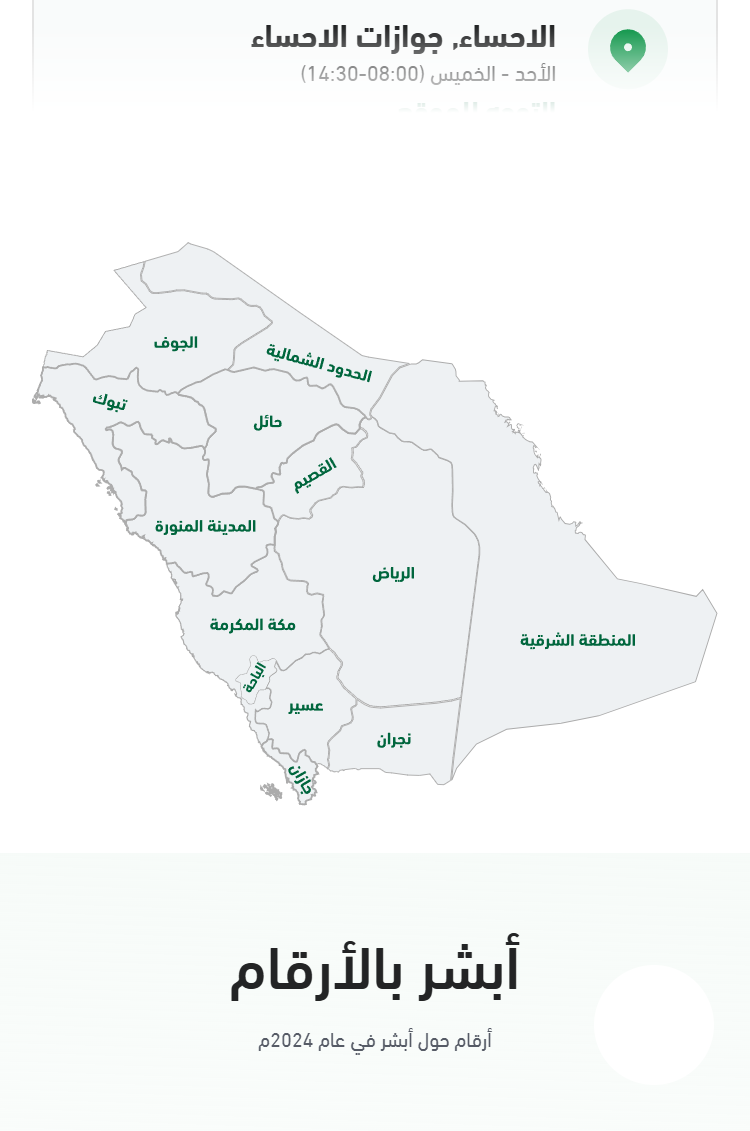 الاحساء, جوازات الاحساء
الأحد - الخميس (08:00-14:30)
الجوف
الحدود الشمالية
تبوك
حائل
القصيم
المدينة المنورة
الرياض
مكة المكرمة
المنطقة الشرقية
الباحة
عسير
نجران
جازان
أبشر بالأرقام
أرقام حول أبشر في عام 2024م